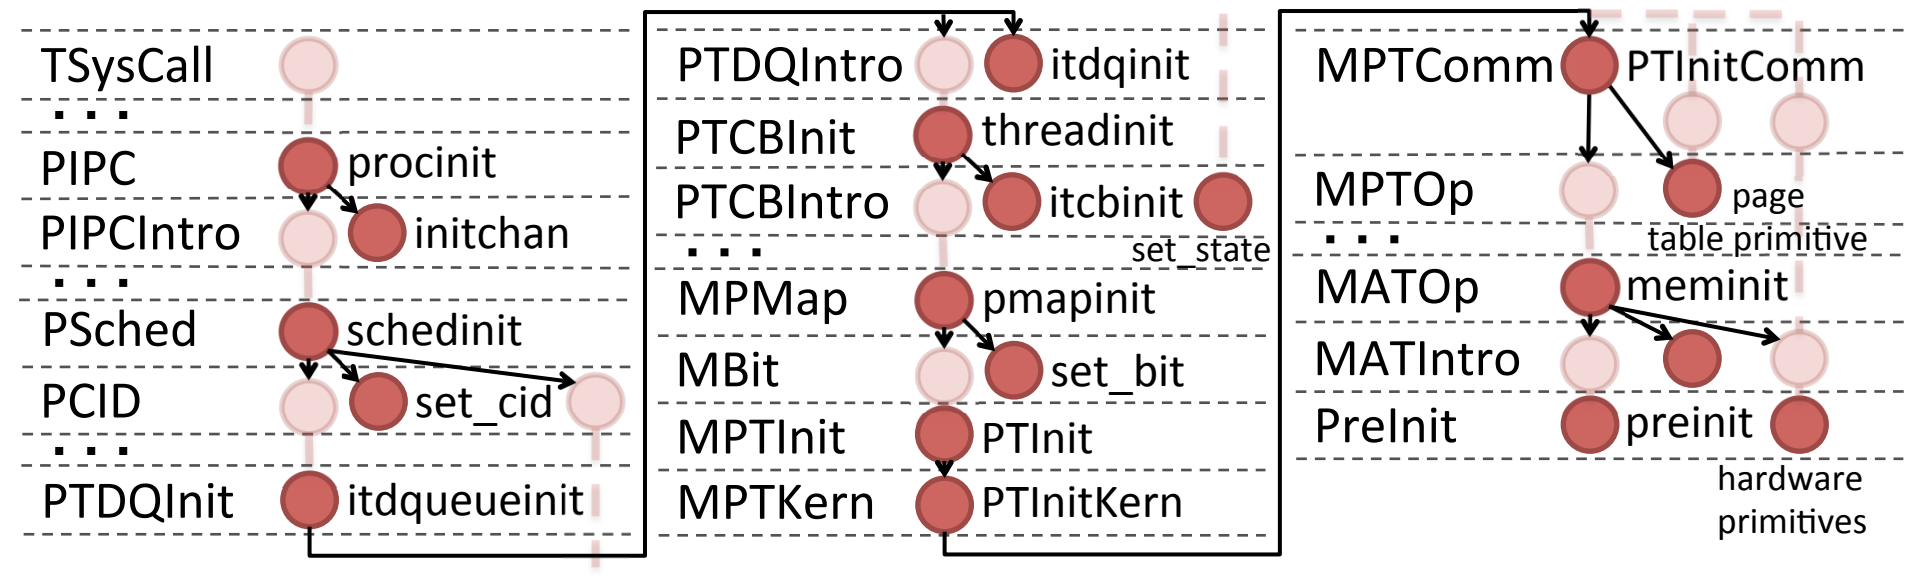 TSysCall
. . .
PIPC procinit
PIPCIntro initchan
. . .
PSched schedinit
PCID set_cid
. . .
PTDQInit itdqueueinit
PTDQIntro itdqinit
PTCBInit threadinit
PTCBIntro itcbinit
. . . set_state
MPMap pmapinit
MBit set_bit
MPTInit PTInit
MPTKern PTInitKern
MPTComm PTInitComm
MPTOp page
. . . table primitive
MATOp meminit
MATIntro
PreInit preinit
hardware
primitives